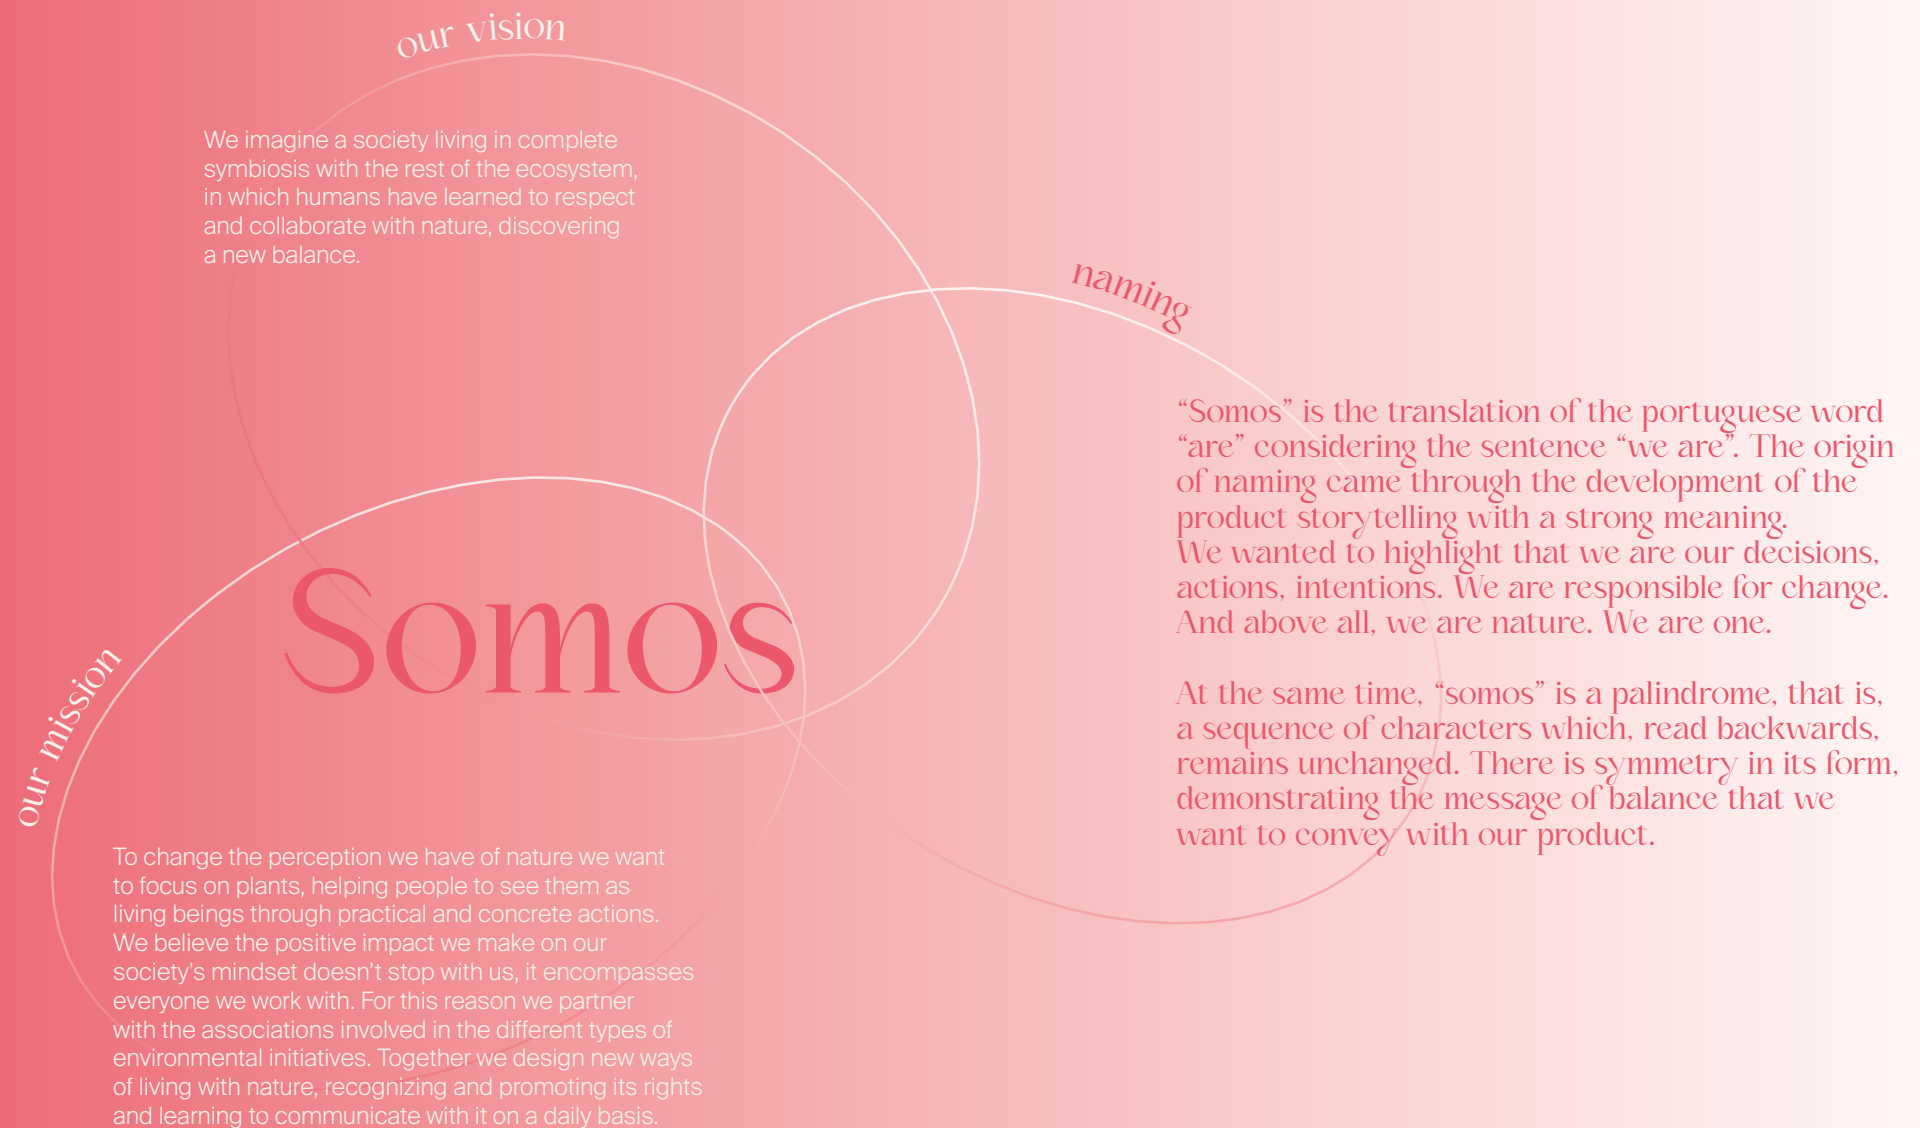 our vision
We imagine a society living in complete
symbiosis with the rest of the ecosystem,
in which humans have learned to respect
and collaborate with nature, discovering
a new balance.
naming
“Somos” is the translation of the portuguese word
“are” considering the sentence “we are”. The origin
of naming came through the development of the
product storytelling with a strong meaning.
We wanted to highlight that we are our decisions,
actions, intentions. We are responsible for change.
And above all, we are nature. We are one.
At the same time, “somos” is a palindrome, that is,
a sequence of characters which, read backwards,
remains unchanged. There is symmetry in its form,
demonstrating the message of balance that we
want to convey with our product.
Somos
our mission
To change the perception we have of nature we want
to focus on plants, helping people to see them as
living beings through practical and concrete actions.
We believe the positive impact we make on our
society's mindset doesn’t stop with us, it encompasses
everyone we work with. For this reason we partner
with the associations involved in the different types of
environmental initiatives. Together we design new ways
of living with nature, recognizing and promoting its rights
and learning to communicate with it on a daily basis.